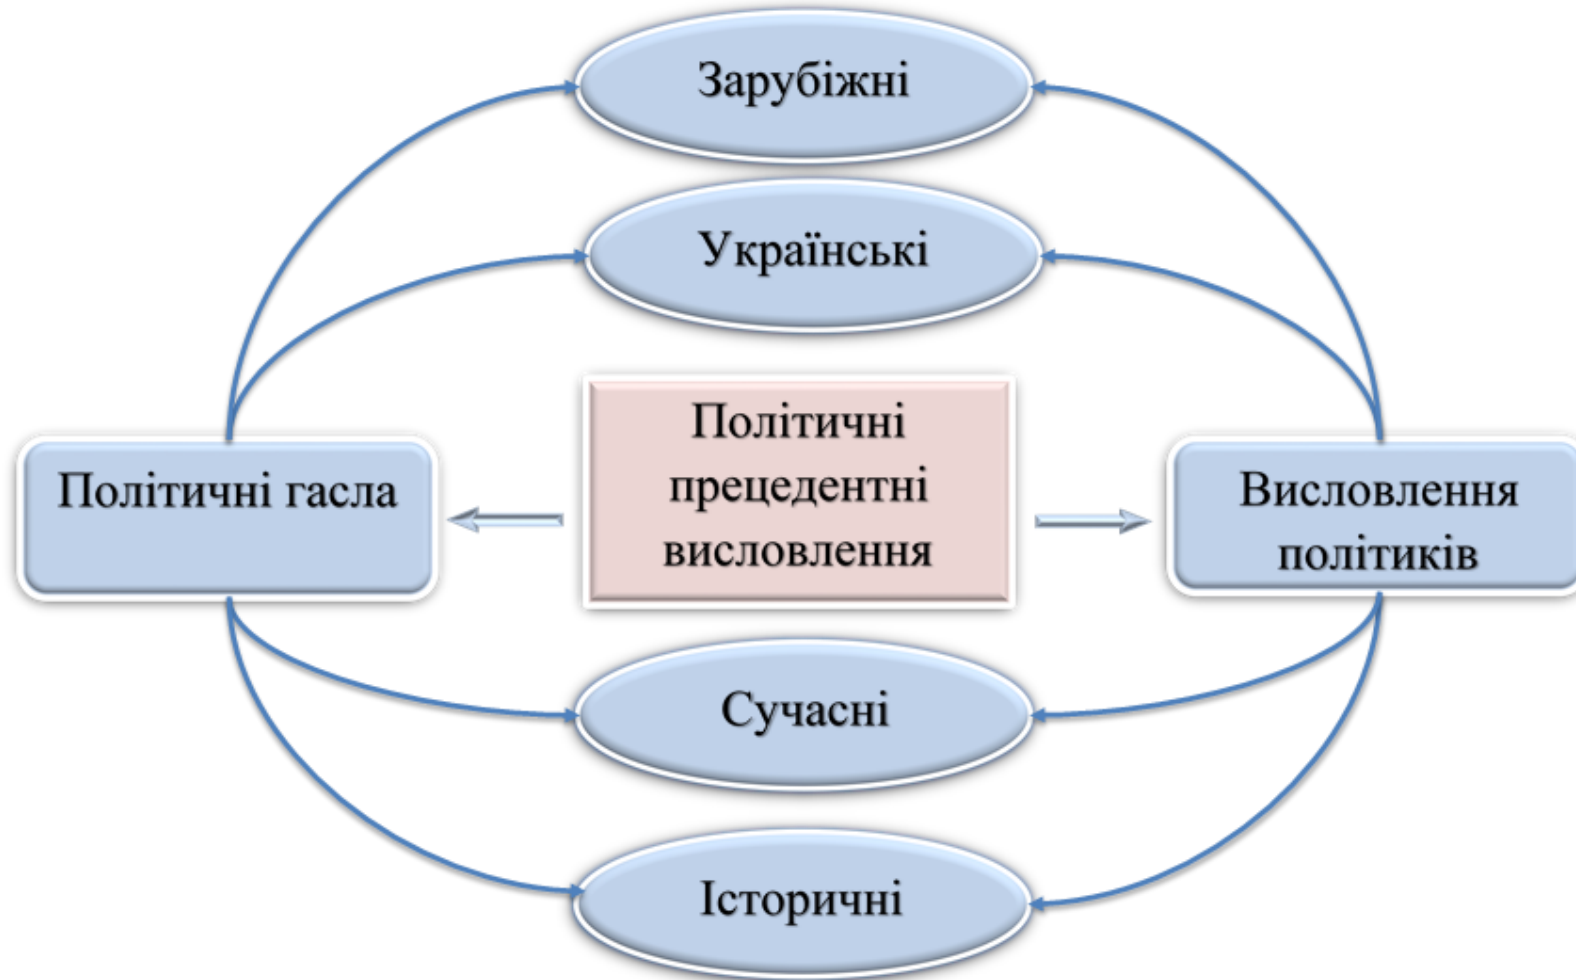 Зарубіжні
Українські
Політичні
прецедентні
висловлення
Політичні гасла
Висловлення
політиків
Сучасні
Історичні